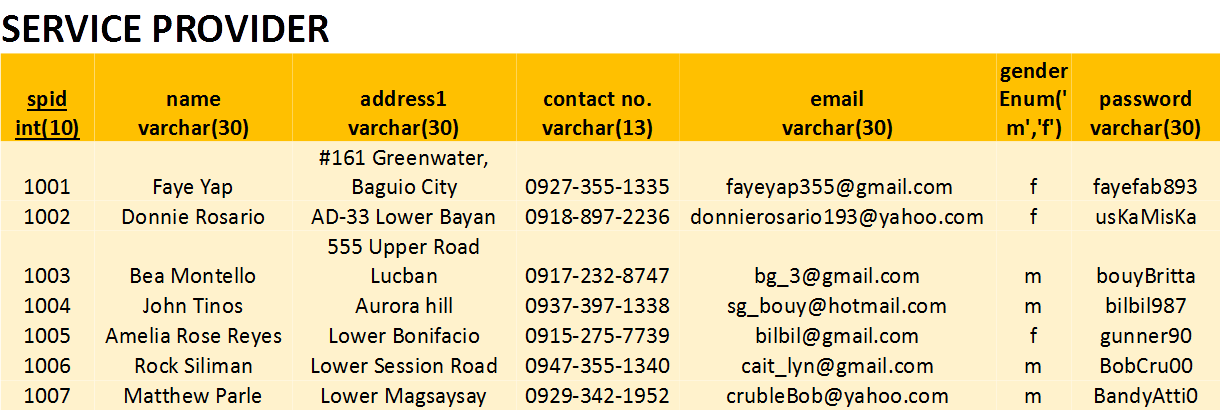 SERVICE PROVIDER
spid int(10) name varchar(30) address1 varchar(30) contact no. varchar(13) email varchar(30) gender Enum('m','f') password varchar(30)
1001 Faye Yap #161 Greenwater, Baguio City 0927-355-1335 fayeyap355@gmail.com f fayefab893
1002 Donnie Rosario AD-33 Lower Bayan 0918-897-2236 donnierosario193@yahoo.com f usKaMisKa
1003 Bea Montello 555 Upper Road Lucban 0917-232-8747 bg_3@gmail.com m bouyBritta
1004 John Tinos Aurora hill 0937-397-1338 sg_bouy@hotmail.com m bilbil987
1005 Amelia Rose Reyes Lower Bonifacio 0915-275-7739 bilbil@gmail.com f gunner90
1006 Rock Siliman Lower Session Road 0947-355-1340 cait_lyn@gmail.com m BobCru00
1007 Matthew Parle Lower Magsaysay 0929-342-1952 crubleBob@yahoo.com m BandyAtti0